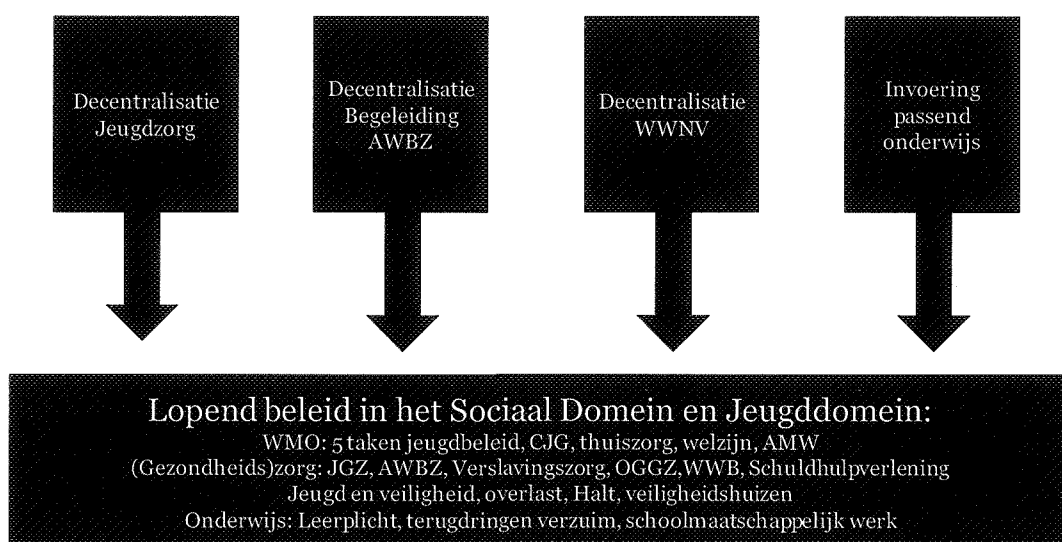 Decentralisatie
Jeugdzorg
Decentralisatie
Begeleiding
AWBZ
Decentralisatie
WWNV
Invoering
passend
onderwijs
Lopend beleid in het Sociaal Domein en Jeugddomein:
WMO: 5 taken jeugdbeleid, CJG, thuiszorg, welzijn, AMW
(Gezondheids)zorg: JGZ, AWBZ, Verslavingszorg, OGGZ,WWB, Schuldhulpverlening
Jeugd en veiligheid, overlast, Halt, veiligheidshuizen
Onderwijs: Leerplicht, terugdringen verzuim, schoolmaatschappelijk werk